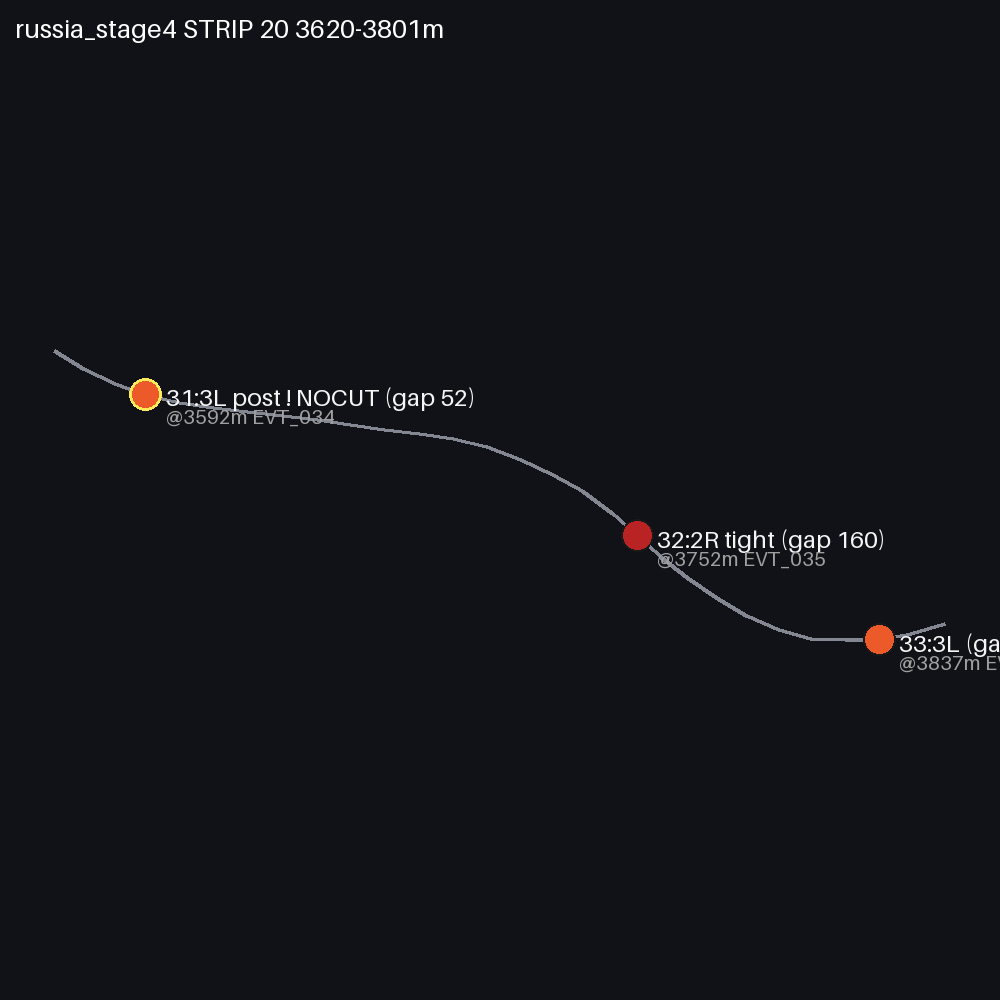 russia_stage4 STRIP 20 3620-3801m
31:3L post ! NOCUT (gap 52)
@3592m EVT_034
32:2R tight (gap 160)
@3752m EVT_035
33:3L (ga
@3837m E